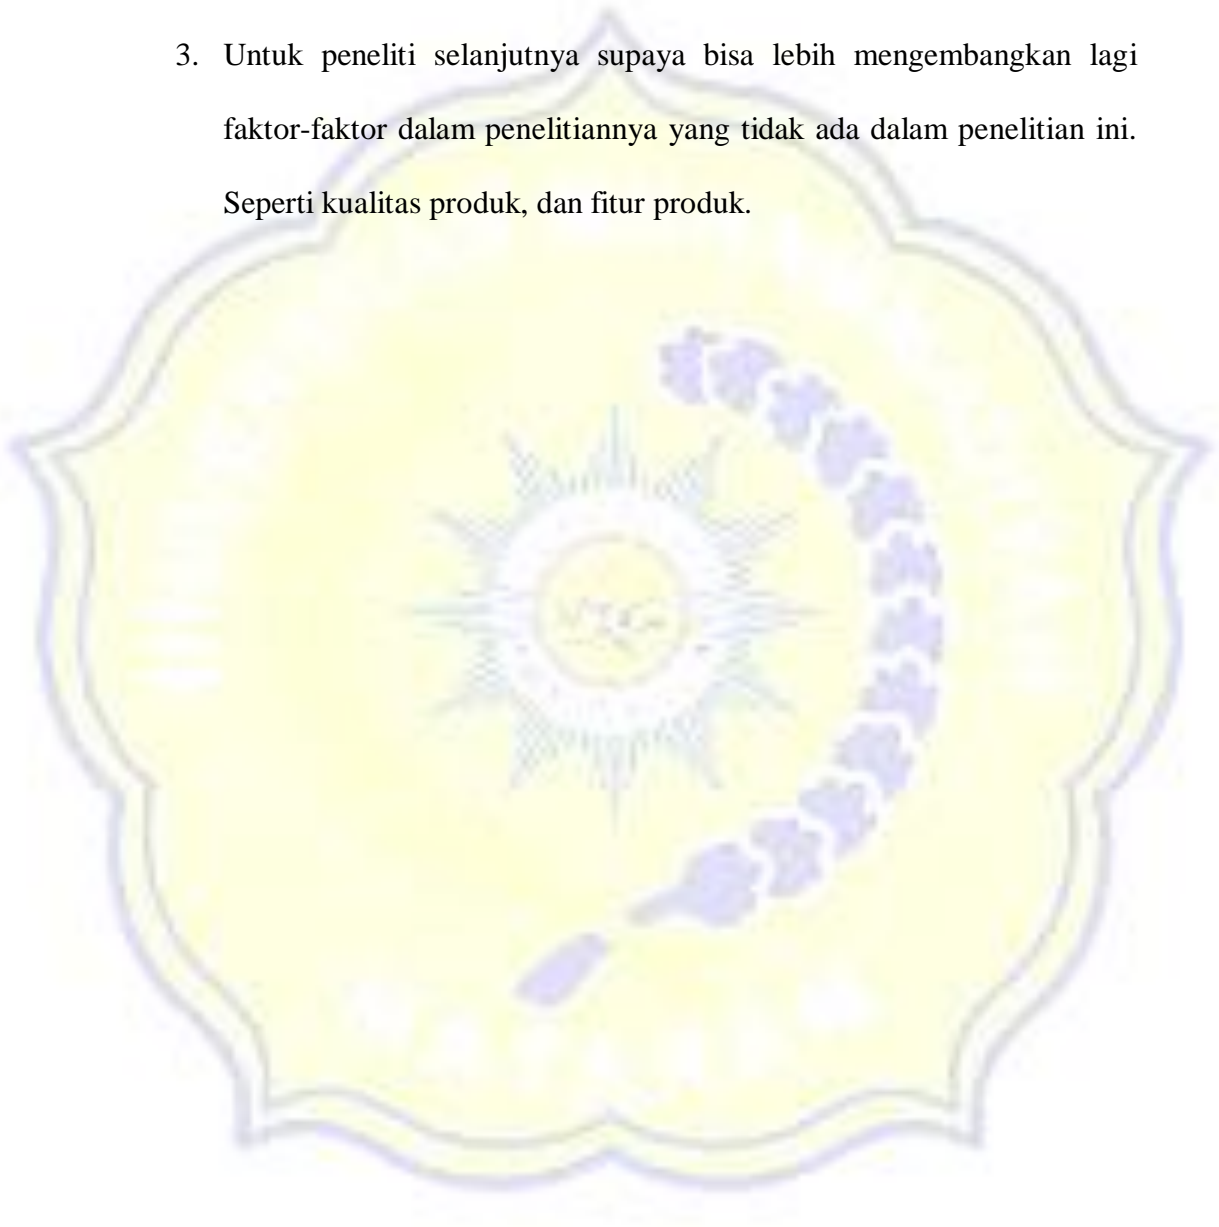 3. Untuk peneliti selanjutnya supaya bisa lebih mengembangkan lagi
faktor-faktor dalam penelitiannya yang tidak ada dalam penelitian ini.
Seperti kualitas produk, dan fitur produk.